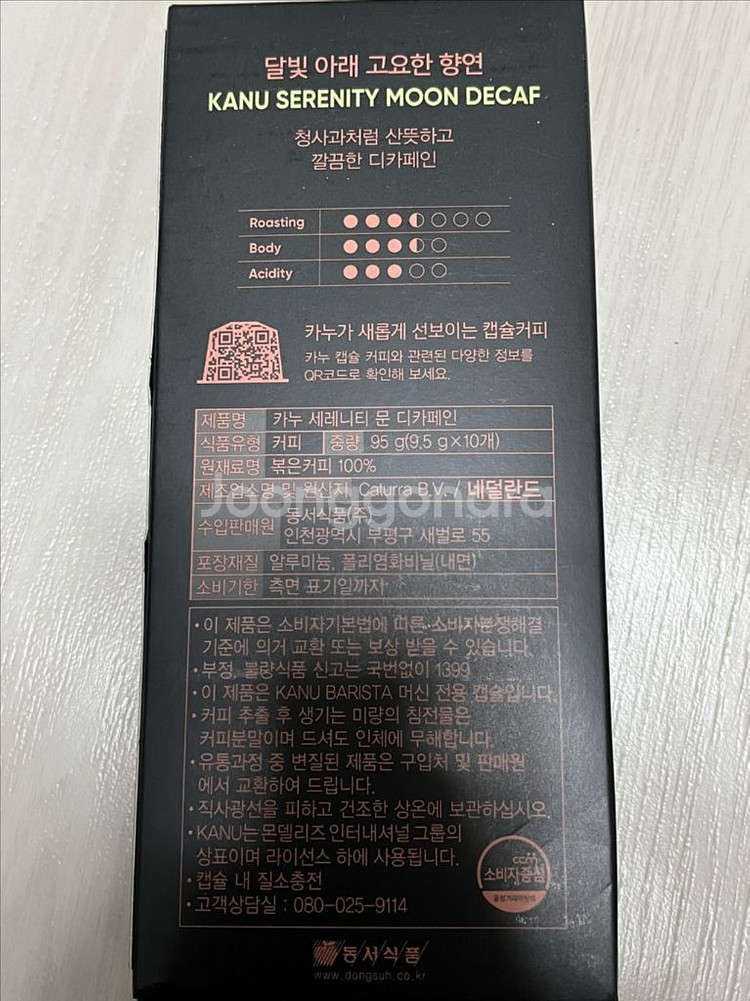 달빛 아래 고요한 향연
KANU SERENITY MOON DECAF
청사과처럼 산뜻하고
깔끔한 디카페인
Roasting
Body
Acidity
카누가 새롭게 선보이는 캡슐커피
카누 캡슐 커피와 관련된 다양한 정보를
QR코드로 확인해 보세요.
제품명 카누 세레니티 문 디카페인
식품유형 커피 중량 95 g(9.5 g×10개)
원재료명 볶은커피 100%
제조업소명 및 원산지 Caturra B.V. / 네덜란드
Joonggonara
수입판매원 동서식품(주)
인천광역시 부평구 새벌로 55
포장재질 알루미늄, 폴리염화비닐(내면)
소비기한 측면 표기일까지
• 이 제품은 소비자기본법에 따른 소비자분쟁해결
기준에 의거 교환 또는 보상 받을 수 있습니다.
• 부정, 불량식품 신고는 국번없이 1399
• 이 제품은 KANU BARISTA 머신 전용 캡슐입니다.
• 커피 추출 후 생기는 미량의 침전물은
커피분말이며 드셔도 인체에 무해합니다.
• 유통과정 중 변질된 제품은 구입처 및 판매원
에서 교환하여 드립니다.
• 직사광선을 피하고 건조한 상온에 보관하십시오.
• KANU는 몬델리즈 인터내셔널 그룹의
상표이며 라이선스 하에 사용됩니다.
• 캡슐 내 질소충전
• 고객상담실 : 080-025-9114
ccm
소비자중심
공정거래위원회
동서식품
www.dongsuh.co.kr